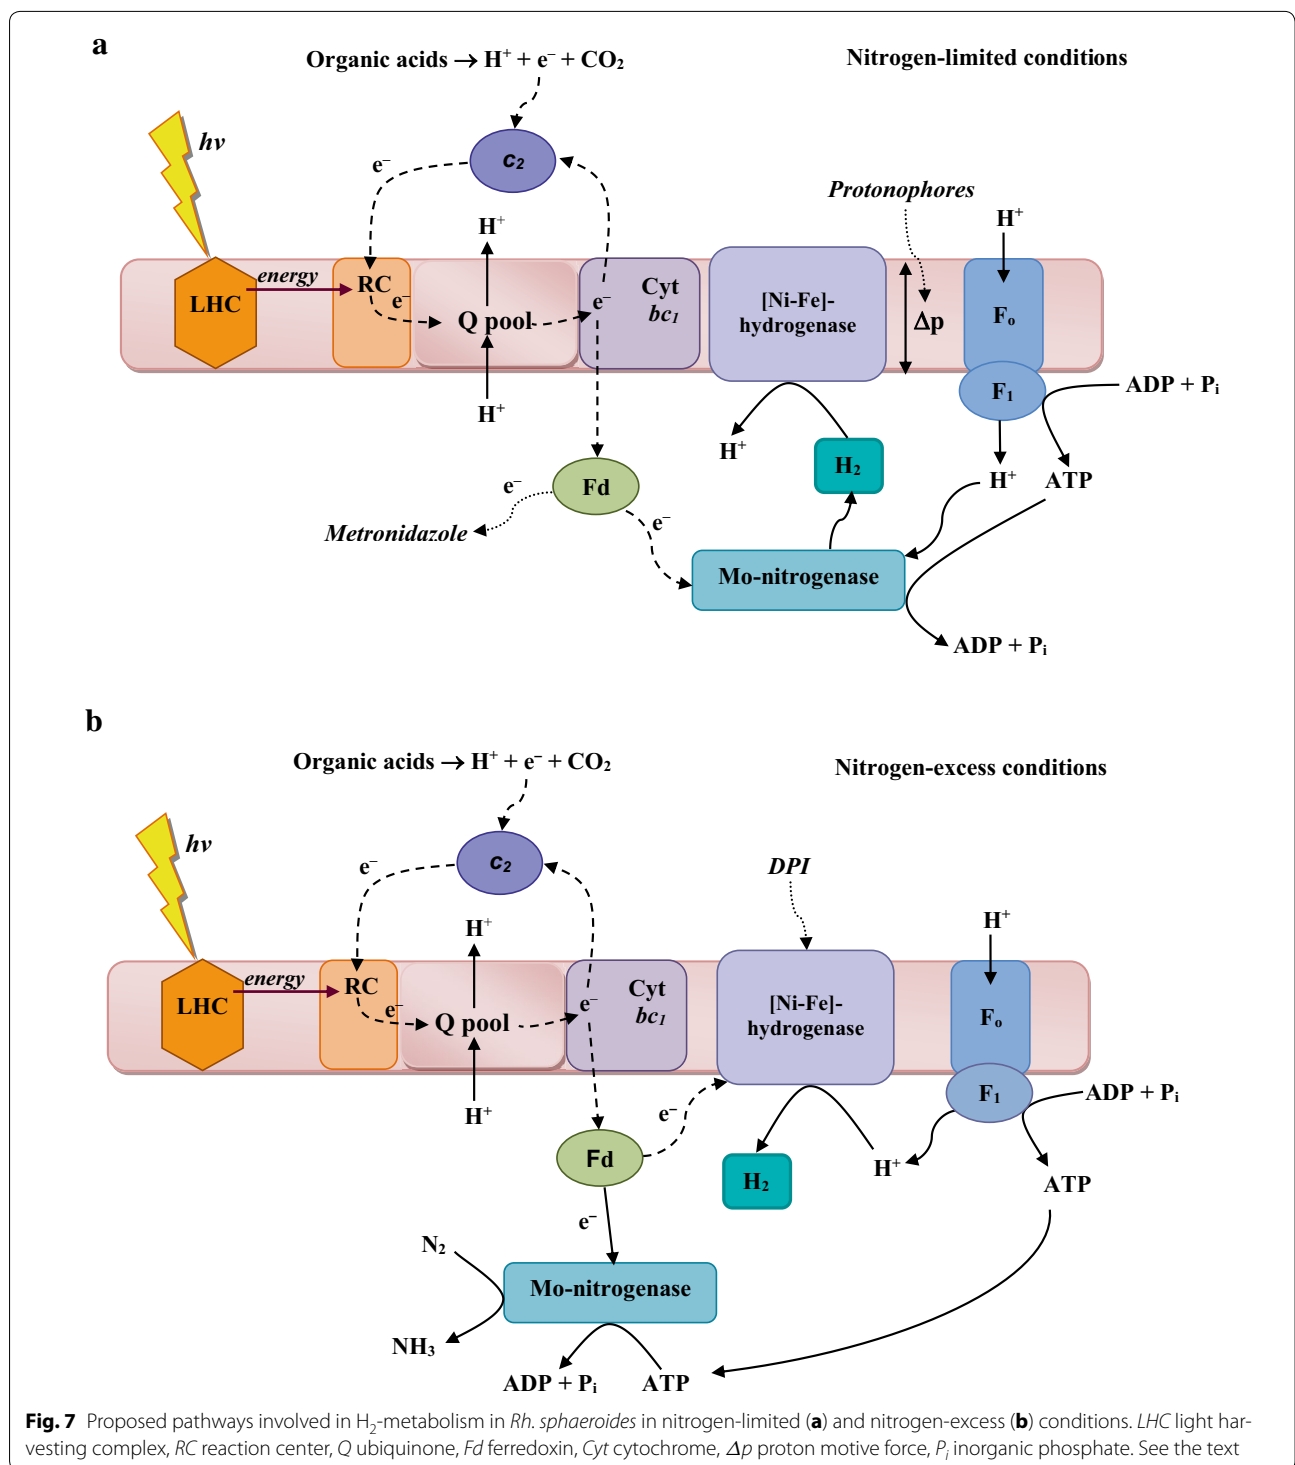 a
Organic acids → H⁺ + e⁻ + CO₂
Nitrogen-limited conditions
hν
e⁻
c₂
Protonophores
H⁺
H⁺
LHC
energy
RC
e⁻
Q pool
e⁻
Cyt
bc₁
[Ni-Fe]-
hydrogenase
Δp
Fₒ
F₁
ADP + Pᵢ
H⁺
H⁺
H₂
H⁺
ATP
e⁻
Fd
e⁻
Metronidazole
Mo-nitrogenase
ADP + Pᵢ
b
Organic acids → H⁺ + e⁻ + CO₂
Nitrogen-excess conditions
hν
e⁻
c₂
DPI
H⁺
H⁺
LHC
energy
RC
e⁻
Q pool
e⁻
Cyt
bc₁
[Ni-Fe]-
hydrogenase
Fₒ
F₁
ADP + Pᵢ
H⁺
e⁻
Fd
H₂
H⁺
ATP
e⁻
N₂
Mo-nitrogenase
NH₃
ADP + Pᵢ
ATP
Fig. 7 Proposed pathways involved in H₂-metabolism in Rh. sphaeroides in nitrogen-limited (a) and nitrogen-excess (b) conditions. LHC light har-
vesting complex, RC reaction center, Q ubiquinone, Fd ferredoxin, Cyt cytochrome, Δp proton motive force, Pᵢ inorganic phosphate. See the text